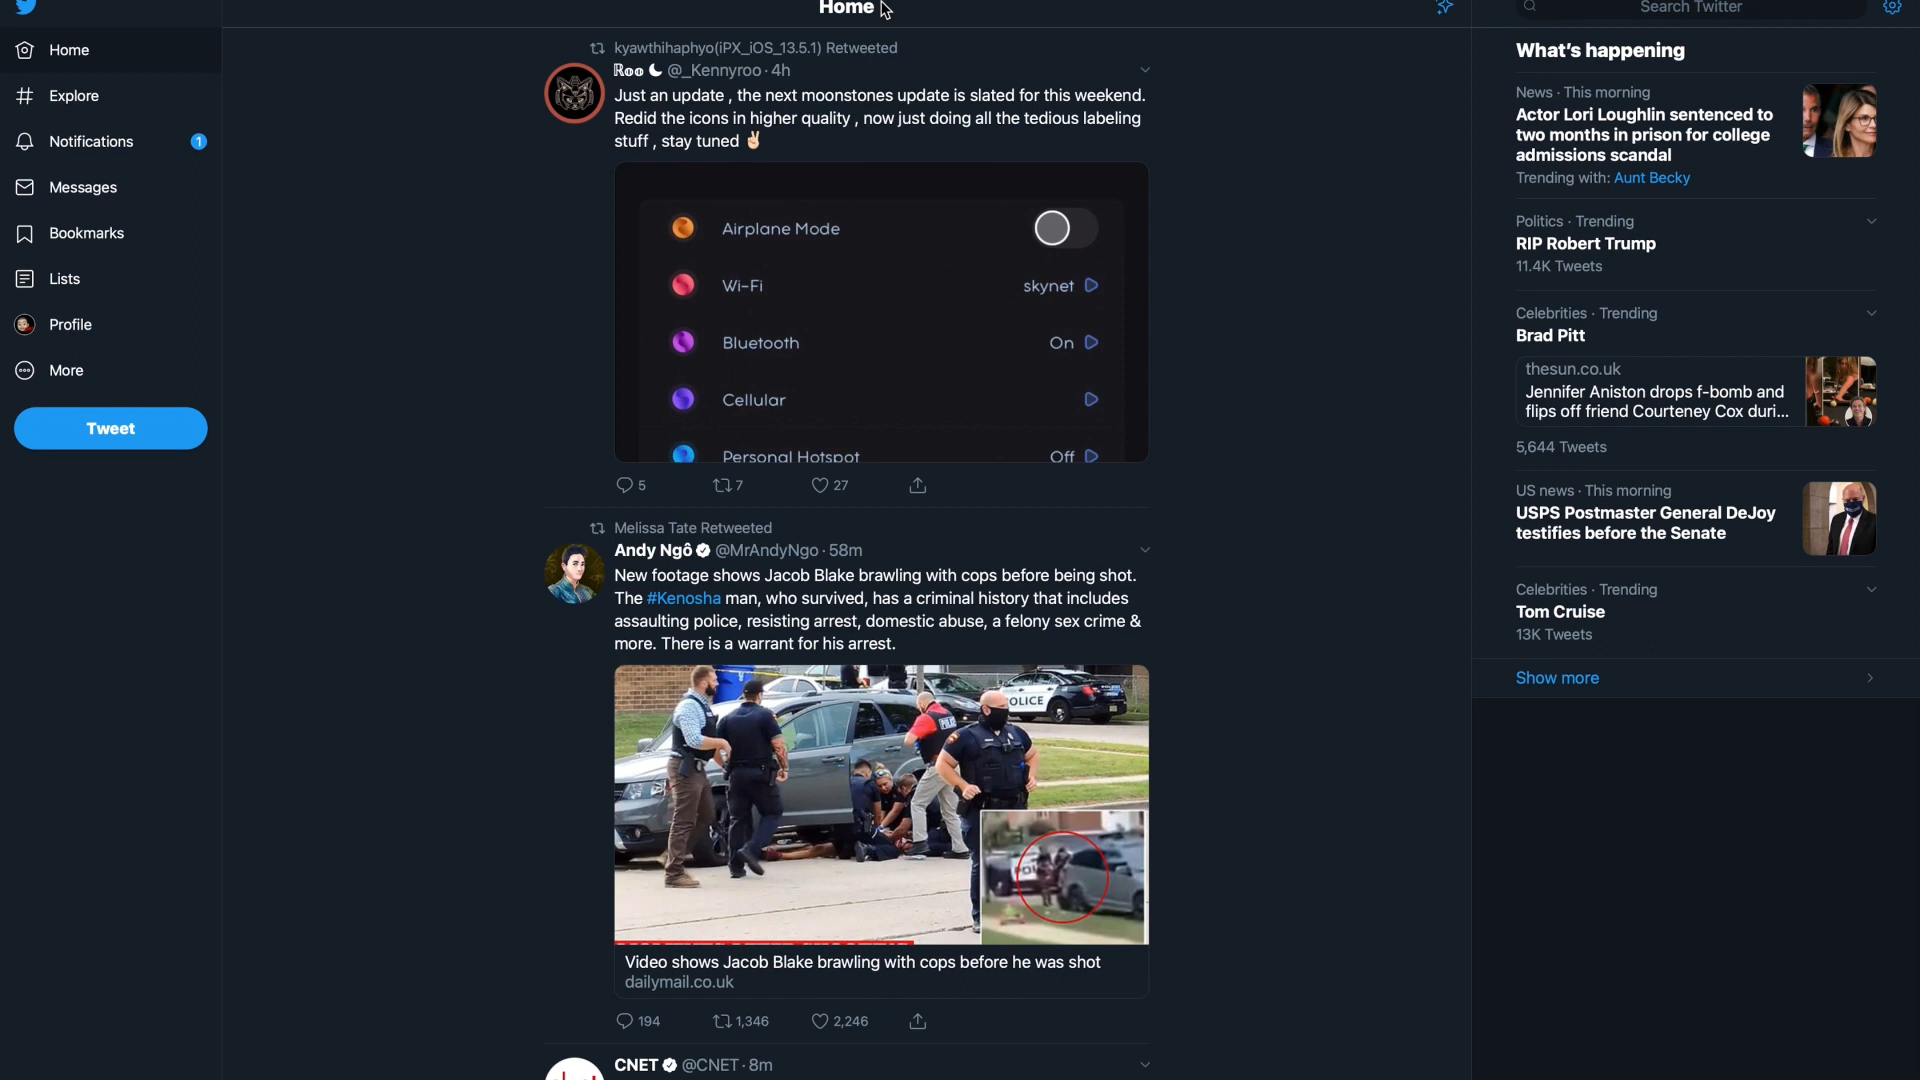 Home
Search Twitter
Home
Explore
Notifications 1
Messages
Bookmarks
Lists
Profile
More
Tweet
kyawthihaphyo(iPX_iOS_13.5.1) Retweeted
ℝ𝕠𝕠 @_Kennyroo · 4h
Just an update , the next moonstones update is slated for this weekend.
Redid the icons in higher quality , now just doing all the tedious labeling
stuff , stay tuned ✌🏻
Airplane Mode
Wi-Fi skynet
Bluetooth On
Cellular
Personal Hotspot Off
5 7 27
Melissa Tate Retweeted
Andy Ngô @MrAndyNgo · 58m
New footage shows Jacob Blake brawling with cops before being shot.
The #Kenosha man, who survived, has a criminal history that includes
assaulting police, resisting arrest, domestic abuse, a felony sex crime &
more. There is a warrant for his arrest.
POLICE
Video shows Jacob Blake brawling with cops before he was shot
dailymail.co.uk
194 1,346 2,246
CNET @CNET · 8m
What's happening
News · This morning
Actor Lori Loughlin sentenced to
two months in prison for college
admissions scandal
Trending with: Aunt Becky
Politics · Trending
RIP Robert Trump
11.4K Tweets
Celebrities · Trending
Brad Pitt
thesun.co.uk
Jennifer Aniston drops f-bomb and
flips off friend Courteney Cox duri...
5,644 Tweets
US news · This morning
USPS Postmaster General DeJoy
testifies before the Senate
Celebrities · Trending
Tom Cruise
13K Tweets
Show more